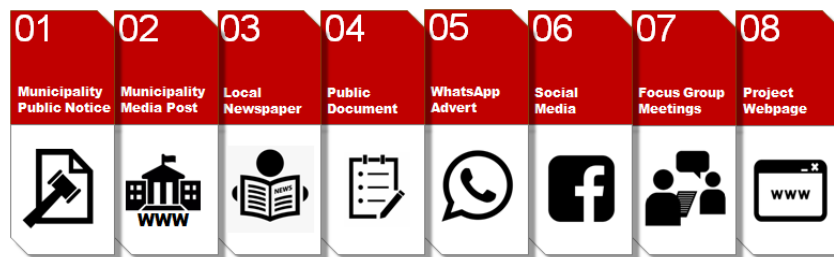 01
Municipality
Public Notice
02
Municipality
Media Post
www
03
Local
Newspaper
NEWS
04
Public
Document
05
WhatsApp
Advert
06
Social
Media
f
07
Focus Group
Meetings
08
Project
Webpage
www